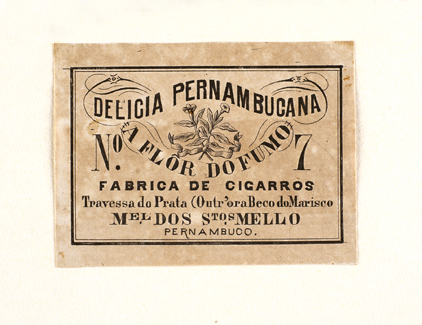 DELICIA PERNAMBUCANA
A FLÔR DO FUMO
Nº. 7
FABRICA DE CIGARROS
Travessa do Prata (Outr'ora Beco do Marisco
MEL DOS STOS MELLO
PERNAMBUCO.